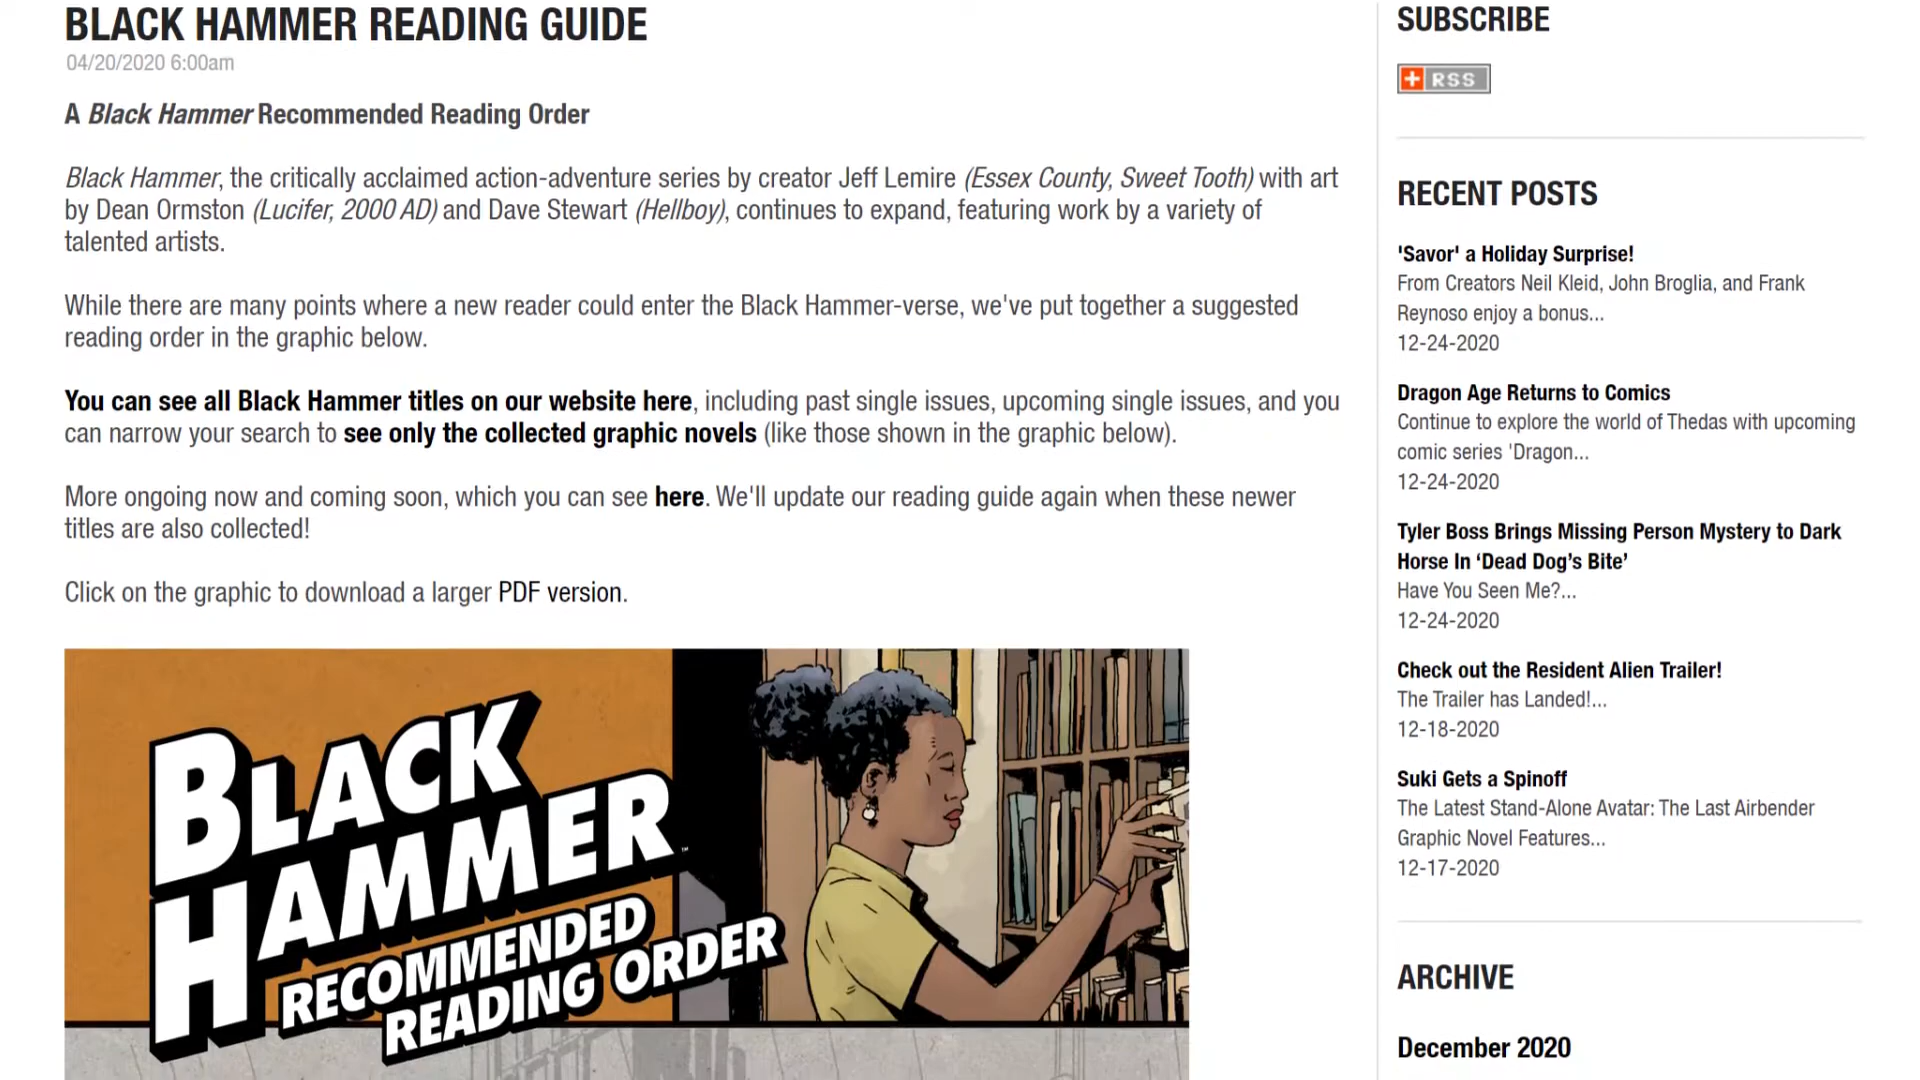 BLACK HAMMER READING GUIDE
04/20/2020 6:00am
A Black Hammer Recommended Reading Order
Black Hammer, the critically acclaimed action-adventure series by creator Jeff Lemire (Essex County, Sweet Tooth) with art
by Dean Ormston (Lucifer, 2000 AD) and Dave Stewart (Hellboy), continues to expand, featuring work by a variety of
talented artists.
While there are many points where a new reader could enter the Black Hammer-verse, we've put together a suggested
reading order in the graphic below.
You can see all Black Hammer titles on our website here, including past single issues, upcoming single issues, and you
can narrow your search to see only the collected graphic novels (like those shown in the graphic below).
More ongoing now and coming soon, which you can see here. We'll update our reading guide again when these newer
titles are also collected!
Click on the graphic to download a larger PDF version.
BLACK
HAMMER™
RECOMMENDED
READING ORDER
SUBSCRIBE
RSS
RECENT POSTS
'Savor' a Holiday Surprise!
From Creators Neil Kleid, John Broglia, and Frank
Reynoso enjoy a bonus...
12-24-2020
Dragon Age Returns to Comics
Continue to explore the world of Thedas with upcoming
comic series 'Dragon...
12-24-2020
Tyler Boss Brings Missing Person Mystery to Dark
Horse In ‘Dead Dog’s Bite’
Have You Seen Me?...
12-24-2020
Check out the Resident Alien Trailer!
The Trailer has Landed!...
12-18-2020
Suki Gets a Spinoff
The Latest Stand-Alone Avatar: The Last Airbender
Graphic Novel Features...
12-17-2020
ARCHIVE
December 2020